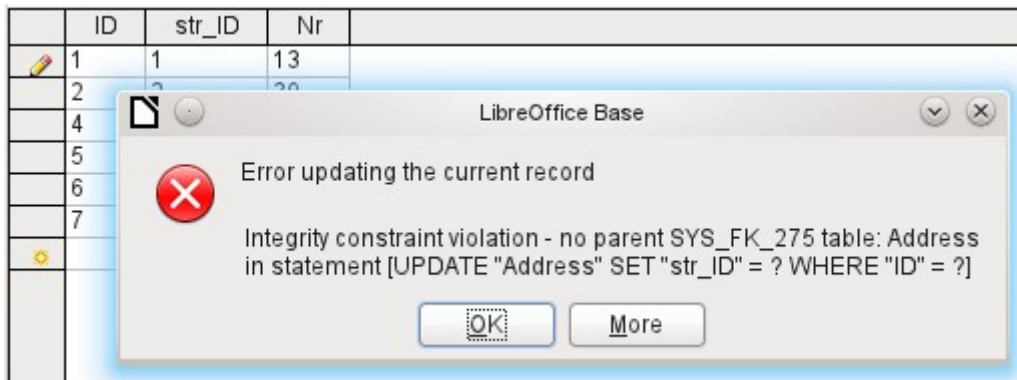 ID str_ID Nr
1 1 13
2
4
5
6
7
LibreOffice Base
Error updating the current record
Integrity constraint violation - no parent SYS_FK_275 table: Address
in statement [UPDATE "Address" SET "str_ID" = ? WHERE "ID" = ?]
OK More